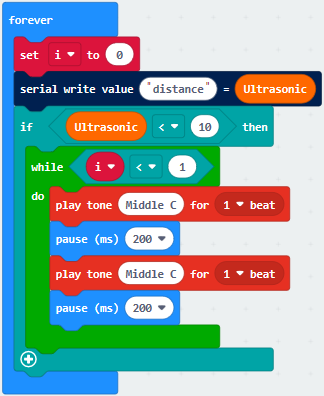 forever
set i to 0
serial write value "distance" = Ultrasonic
if Ultrasonic < 10 then
while i < 1
do
play tone Middle C for 1 beat
pause (ms) 200
play tone Middle C for 1 beat
pause (ms) 200